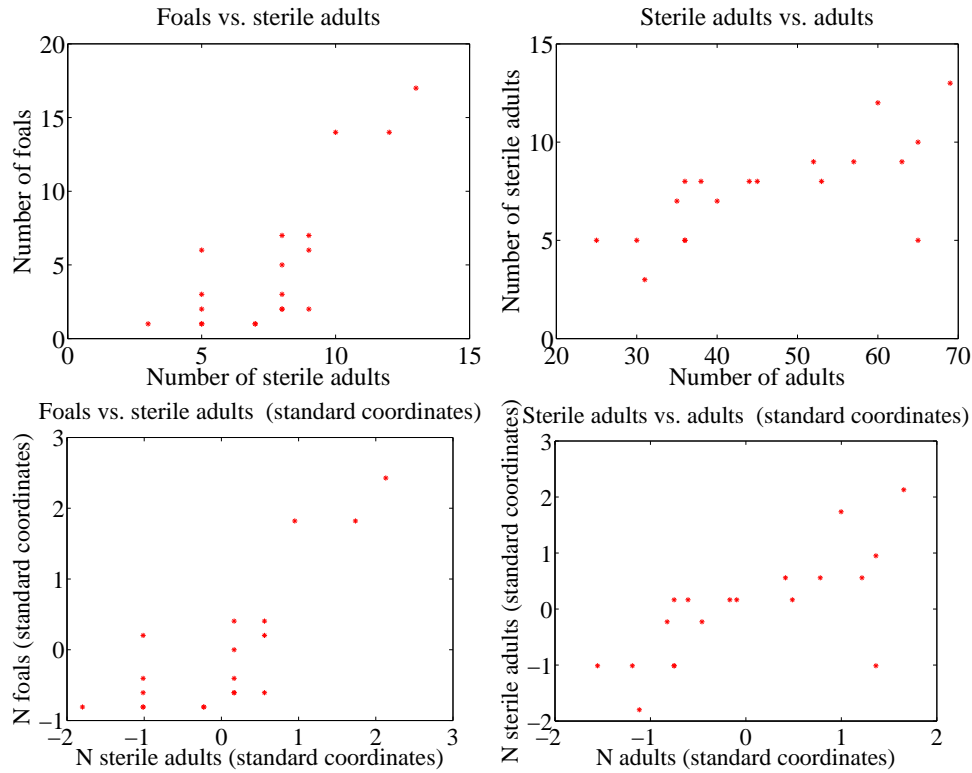 Foals vs. sterile adults
20
15
10
5
0
0 5 10 15
Number of foals
Number of sterile adults
Sterile adults vs. adults
15
10
5
0
20 30 40 50 60 70
Number of sterile adults
Number of adults
Foals vs. sterile adults (standard coordinates)
3
2
1
0
−1
−2 −1 0 1 2 3
N foals (standard coordinates)
N sterile adults (standard coordinates)
Sterile adults vs. adults (standard coordinates)
3
2
1
0
−1
−2
−2 −1 0 1 2
N sterile adults (standard coordinates)
N adults (standard coordinates)